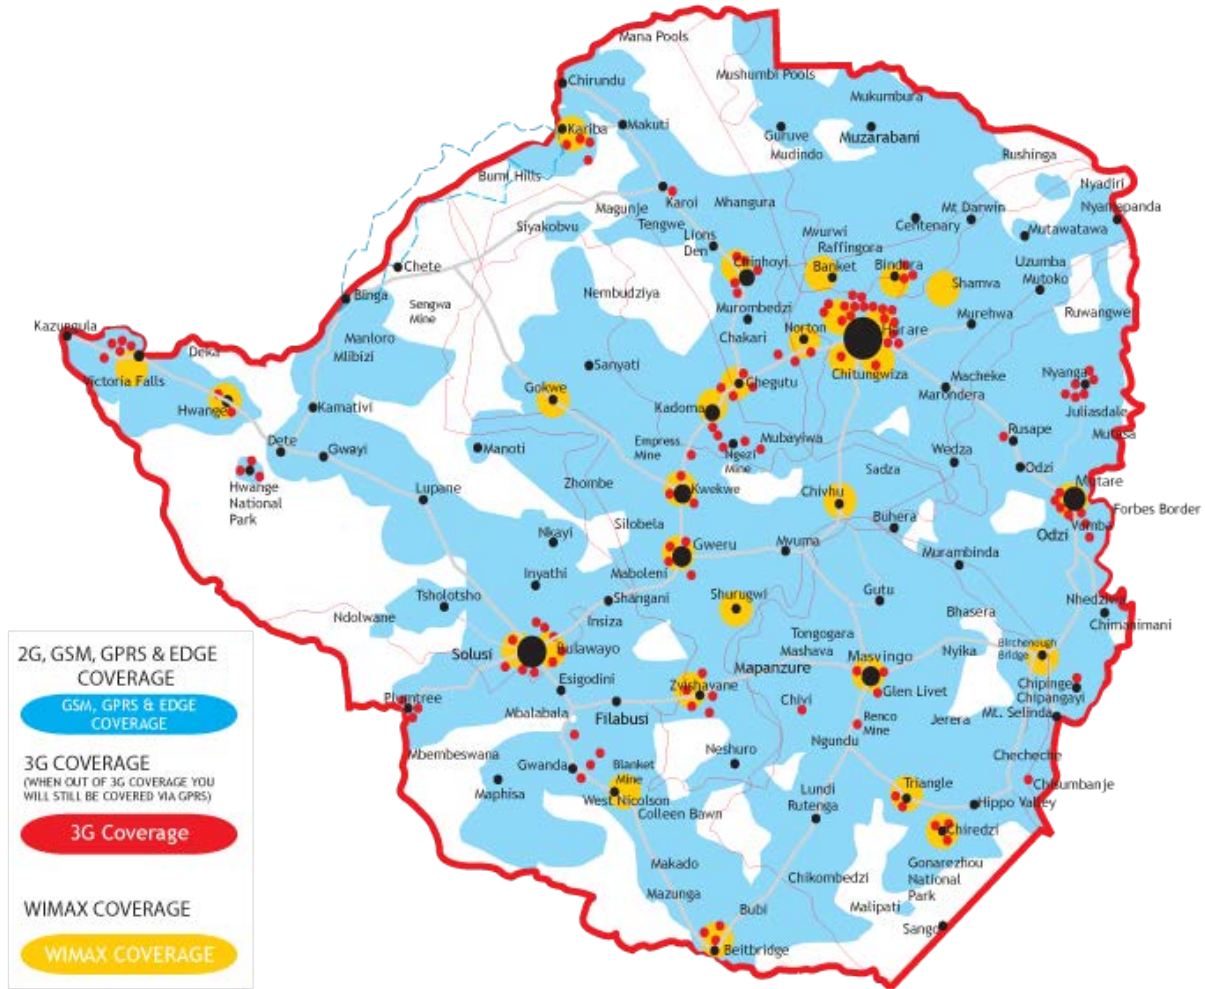 Mana Pools
Chirundu
Mushumbi Pools
Mukumbura
Kariba
Makuti
Guruve
Muzarabani
Mudindo
Rushinga
Bumi Hills
Nyadiri
Karoi
Mhangura
Magunje
Mt Darwin
Nyamapanda
Siyakobvu
Tengwe
Centenary
Mutawatawa
Lions
Den
Mvurwi
Raffingora
Chete
Chinhoyi
Banket
Bindura
Uzumba
Mutoko
Shamva
Binga
Sengwa
Mine
Nembudziya
Murombedzi
Murehwa
Ruwangwe
Kazungula
Manloro
Mlibizi
Deka
Chakari
Norton
Harare
Victoria Falls
Sanyati
Chegutu
Chitungwiza
Macheke
Marondera
Nyanga
Juliasdale
Hwange
Kamativi
Gokwe
Kadoma
Dete
Gwayi
Manoti
Empress
Mine
Ngezi
Mine
Mubayiwa
Wedza
Rusape
Mutasa
Sadza
Odzi
Hwange
National
Park
Lupane
Zhombe
Kwekwe
Chivhu
Mutare
Forbes Border
Silobela
Buhera
Vumba
Odzi
Nkayi
Gweru
Mvuma
Murambinda
Inyathi
Maboleni
Tsholotsho
Shangani
Shurugwi
Gutu
Bhasera
Nhedziwa
Chimanimani
Ndolwane
Insiza
Tongogara
Mashava
Nyika
Birchenough
Bridge
Solusi
Bulawayo
Mapanzure
Masvingo
Esigodini
Zvishavane
Glen Livet
Chipinge
Chipangayi
Plumtree
Mbalabala
Filabusi
Chivi
Renco
Mine
Jerera
Mt. Selinda
Mbembeswana
Gwanda
Blanket
Mine
Neshuro
Ngundu
Checheche
Chisumbanje
Maphisa
West Nicolson
Colleen Bawn
Lundi
Rutenga
Triangle
Hippo Valley
Chiredzi
Makado
Mazunga
Chikombedzi
Gonarezhou
National
Park
Bubi
Malipati
Sango
Beitbridge
2G, GSM, GPRS & EDGE
COVERAGE
GSM, GPRS & EDGE
COVERAGE
3G COVERAGE
(WHEN OUT OF 3G COVERAGE YOU
WILL STILL BE COVERED VIA GPRS)
3G Coverage
WIMAX COVERAGE
WIMAX COVERAGE